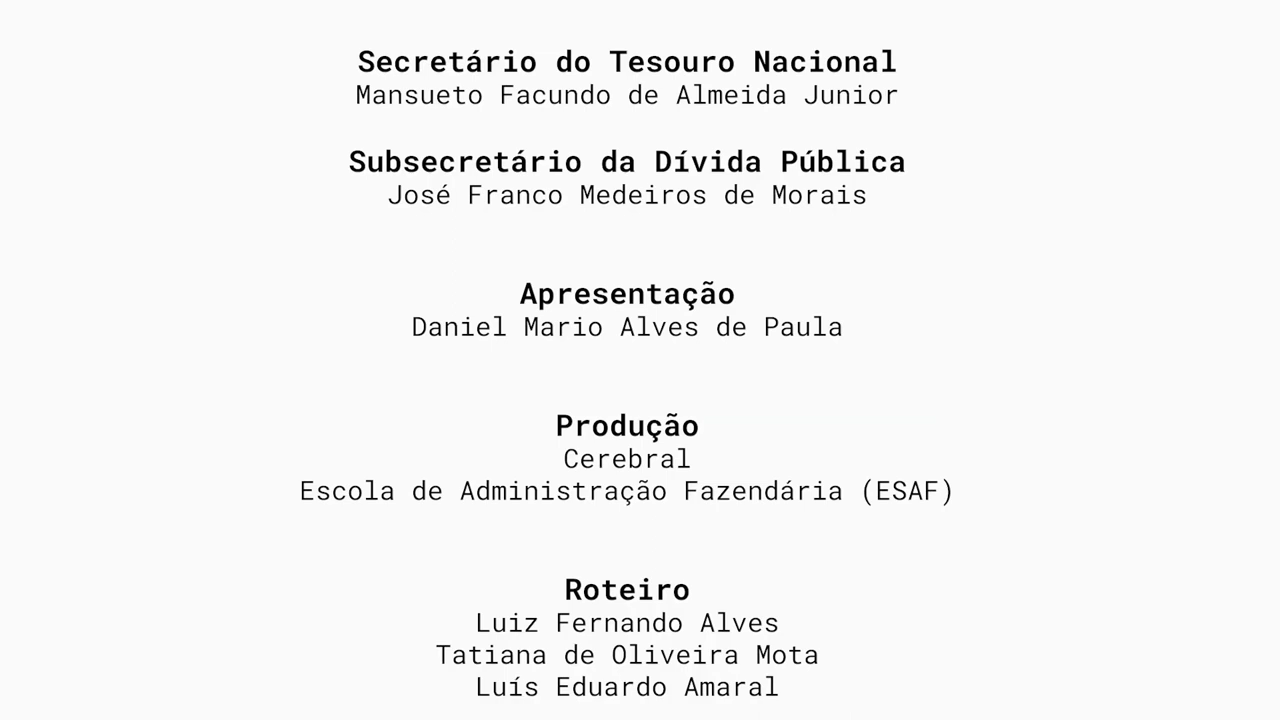 Secretário do Tesouro Nacional
Mansueto Facundo de Almeida Junior
Subsecretário da Dívida Pública
José Franco Medeiros de Morais
Apresentação
Daniel Mario Alves de Paula
Produção
Cerebral
Escola de Administração Fazendária (ESAF)
Roteiro
Luiz Fernando Alves
Tatiana de Oliveira Mota
Luís Eduardo Amaral